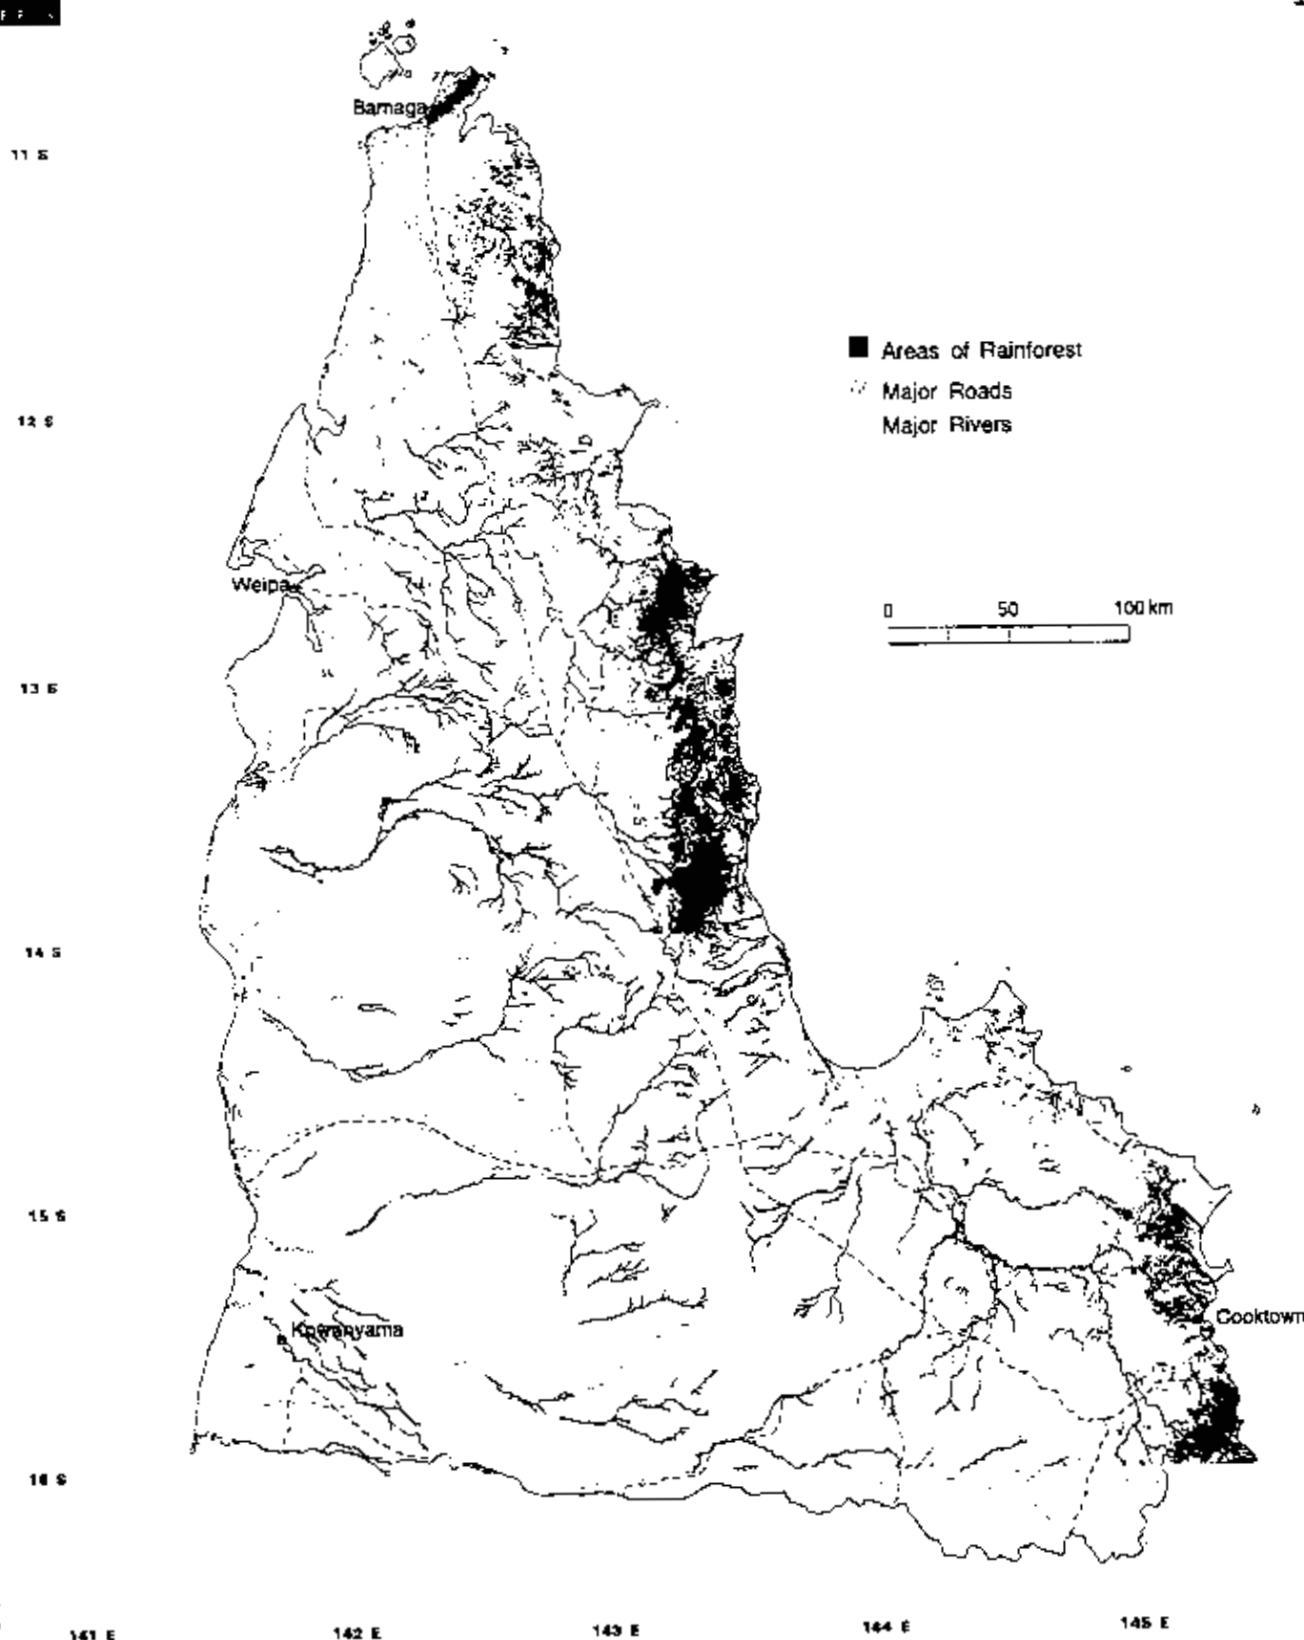 Bamaga
11 S
Areas of Rainforest
Major Roads
12 S
Major Rivers
Weipa
0 50 100 km
13 S
14 S
15 S
Cooktown
Kowanyama
16 S
141 E 142 E 143 E 144 E 145 E